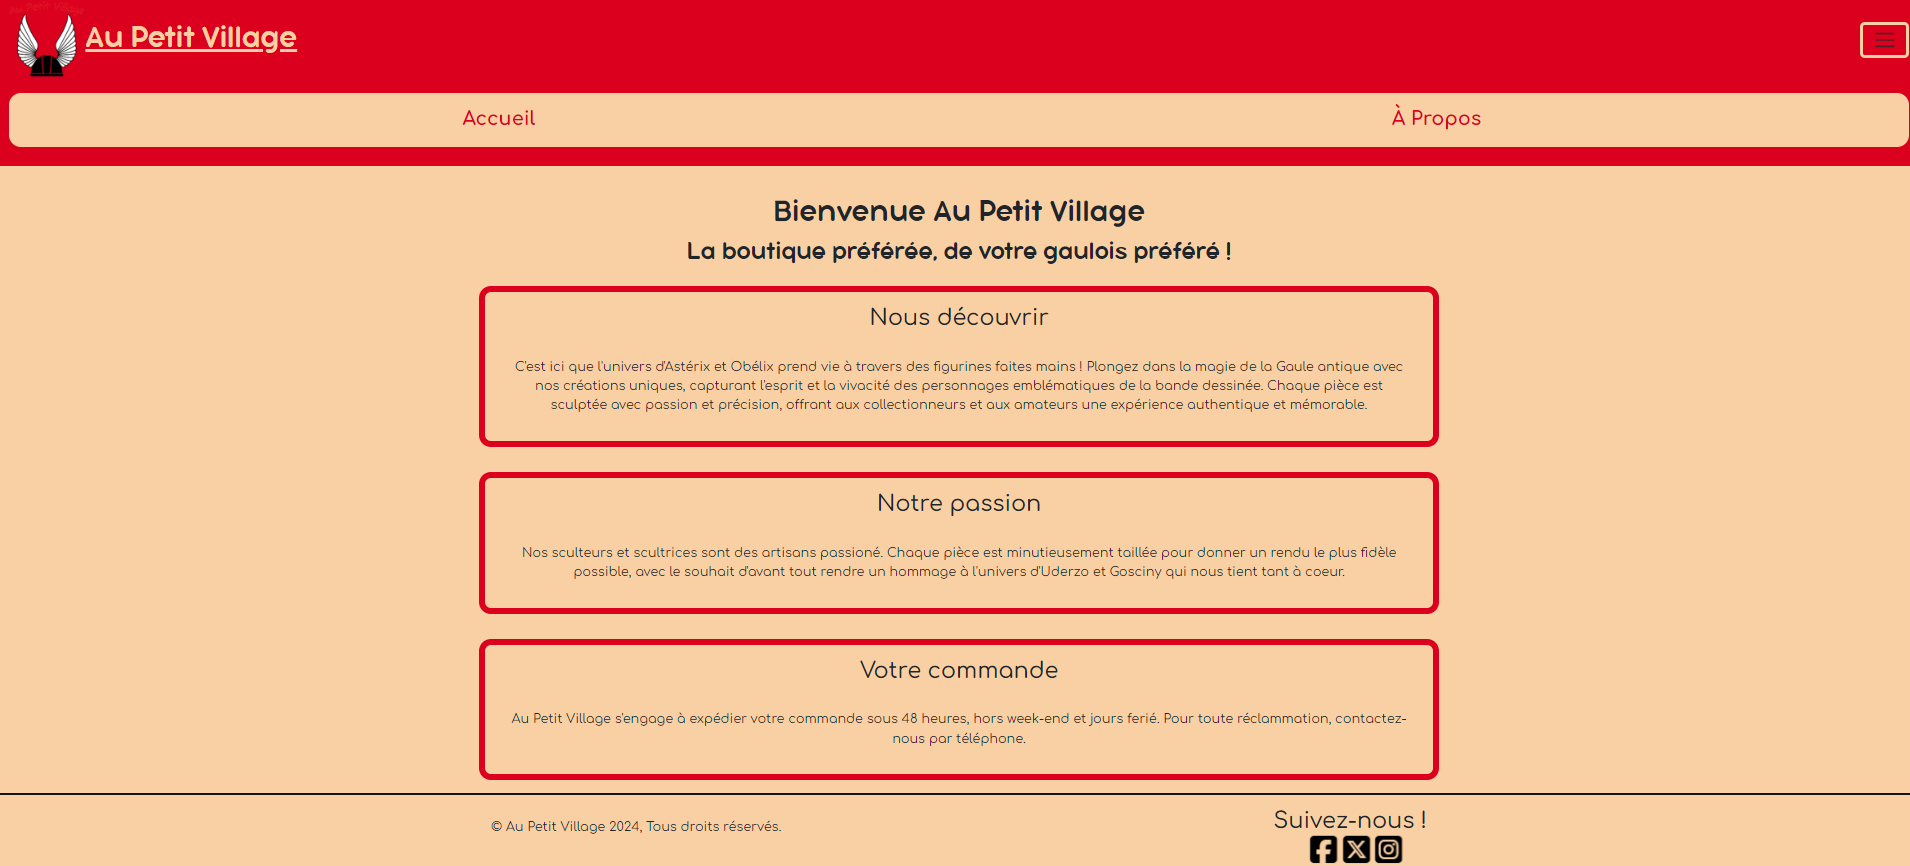 Au Petit Village
Au Petit Village
Accueil
À Propos
Bienvenue Au Petit Village
La boutique préférée, de votre gaulois préféré !
Nous découvrir
C'est ici que l'univers d'Astérix et Obélix prend vie à travers des figurines faites mains ! Plongez dans la magie de la Gaule antique avec
nos créations uniques, capturant l'esprit et la vivacité des personnages emblématiques de la bande dessinée. Chaque pièce est
sculptée avec passion et précision, offrant aux collectionneurs et aux amateurs une expérience authentique et mémorable.
Notre passion
Nos sculteurs et scultrices sont des artisans passioné. Chaque pièce est minutieusement taillée pour donner un rendu le plus fidèle
possible, avec le souhait d'avant tout rendre un hommage à l'univers d'Uderzo et Gosciny qui nous tient tant à coeur.
Votre commande
Au Petit Village s'engage à expédier votre commande sous 48 heures, hors week-end et jours ferié. Pour toute réclammation, contactez-
nous par téléphone.
© Au Petit Village 2024, Tous droits réservés.
Suivez-nous !